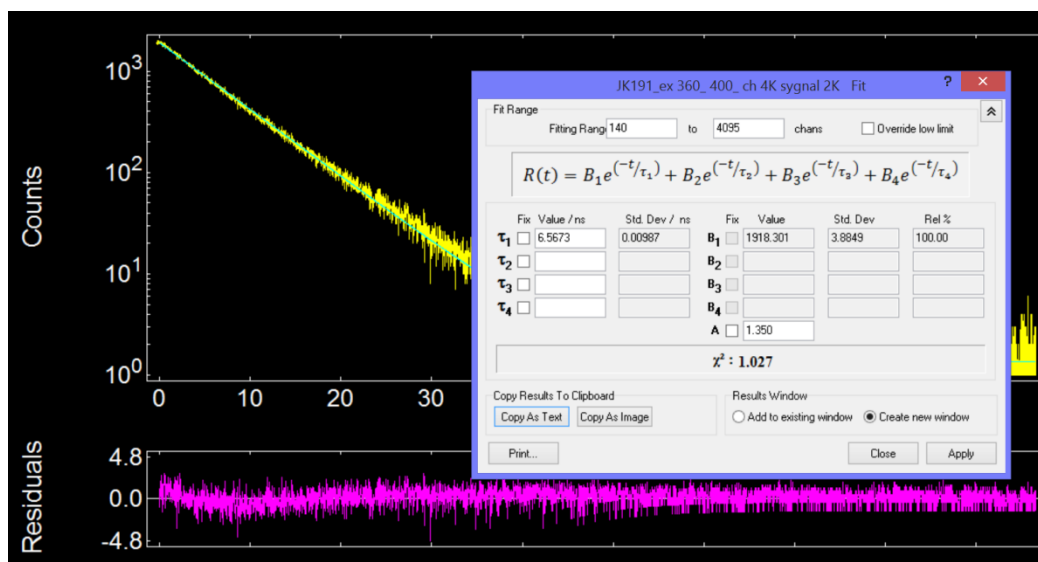 JK191_ex 360_ 400_ ch 4K sygnal 2K Fit
? ×
Fit Range
Fitting Rang 140 to 4095 chans Override low limit
R(t) = B₁e^(-t/τ₁) + B₂e^(-t/τ₂) + B₃e^(-t/τ₃) + B₄e^(-t/τ₄)
Fix Value / ns Std. Dev / ns Fix Value Std. Dev Rel %
τ₁ 6.5673 0.00987 B₁ 1918.301 3.8849 100.00
τ₂ B₂
τ₃ B₃
τ₄ B₄
A 1.350
χ² : 1.027
Copy Results To Clipboard
Copy As Text Copy As Image
Results Window
Add to existing window Create new window
Print... Close Apply
Counts
10³
10²
10¹
10⁰
0 10 20 30
Residuals
4.8
0.0
-4.8